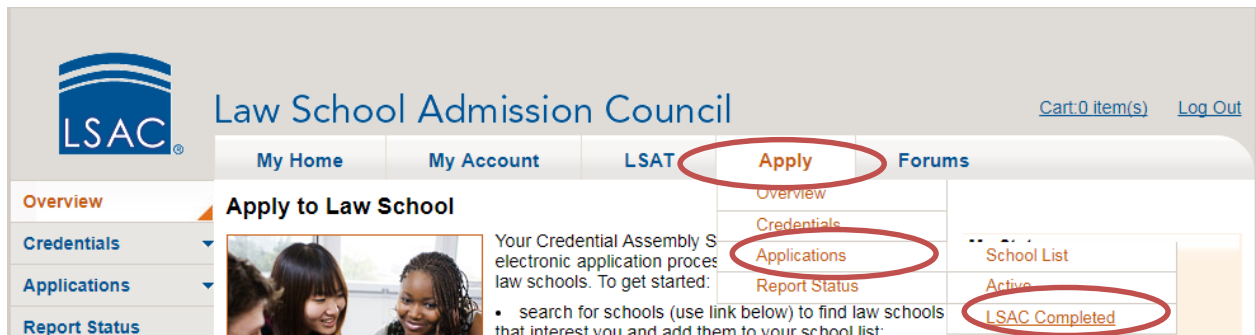 LSAC®
Law School Admission Council
Cart:0 item(s) Log Out
My Home My Account LSAT Apply Forums
Overview
Credentials
Applications
Report Status
Apply to Law School
Your Credential Assembly S
electronic application proces
law schools. To get started:
• search for schools (use link below) to find law schools
that interest you and add them to your school list;
Overview
Credentials
Applications
Report Status
School List
Active
LSAC Completed